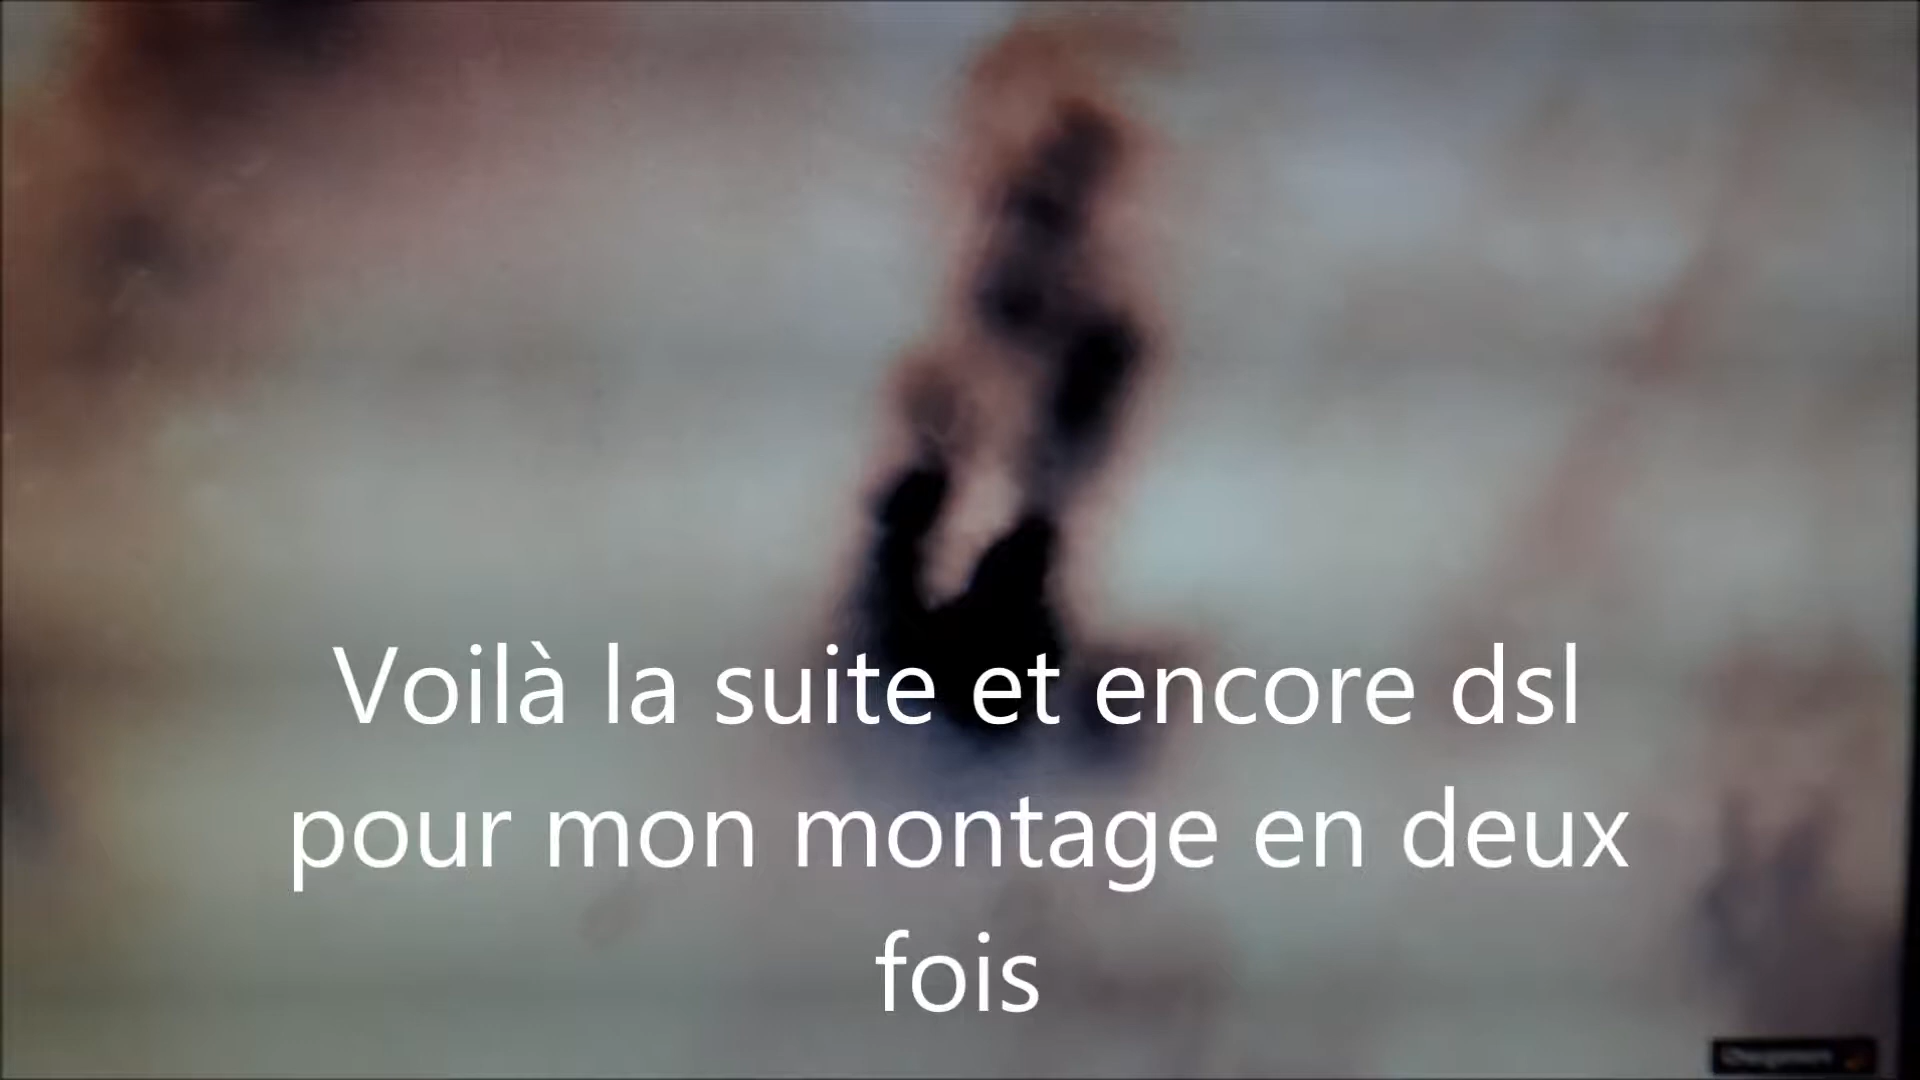 Voilà la suite et encore dsl
pour mon montage en deux
fois